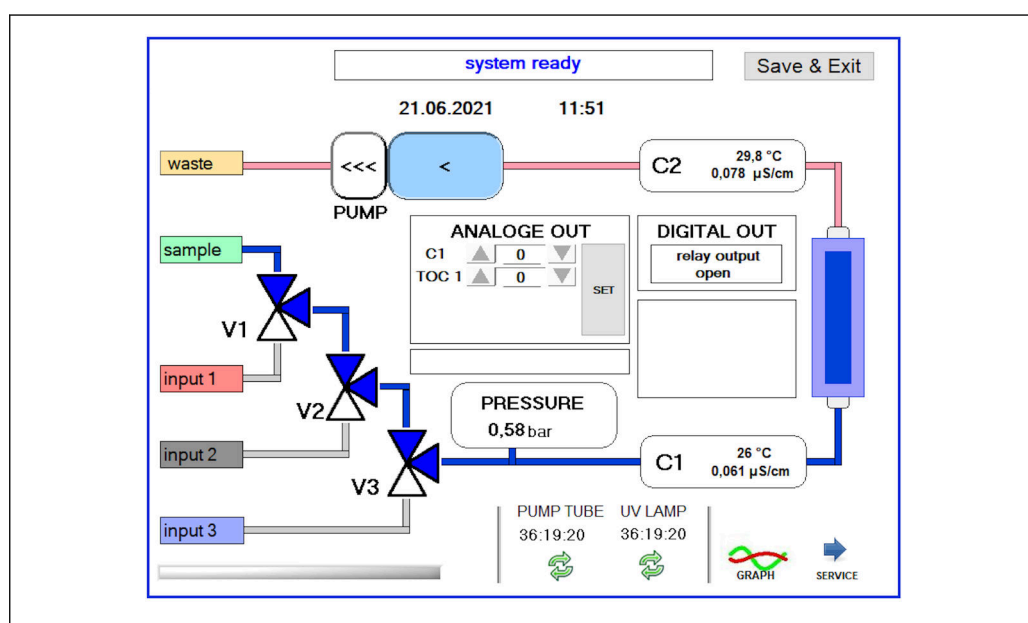 system ready
Save & Exit
21.06.2021 11:51
waste
<<<
<
C2
29,8 °C
0,078 µS/cm
PUMP
ANALOGE OUT
C1 0
TOC 1 0
SET
DIGITAL OUT
relay output
open
sample
V1
input 1
V2
PRESSURE
0,58 bar
input 2
V3
C1
26 °C
0,061 µS/cm
input 3
PUMP TUBE UV LAMP
36:19:20 36:19:20
GRAPH
SERVICE